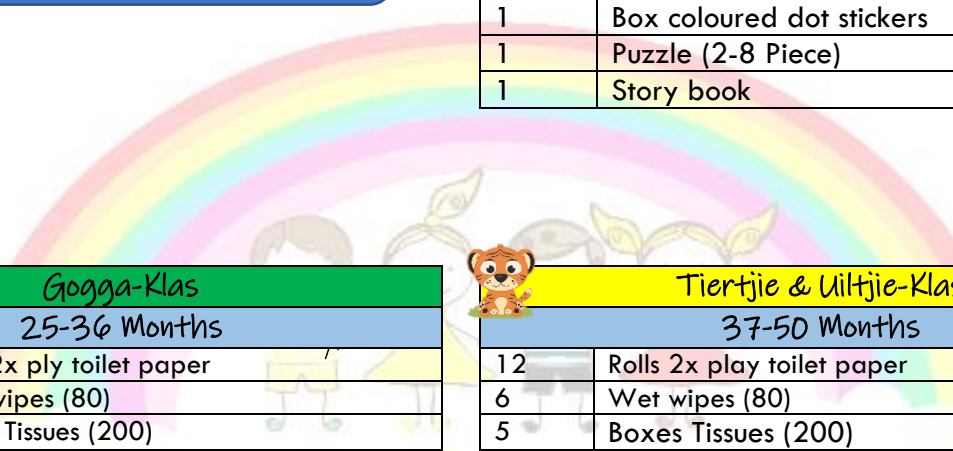 1 Box coloured dot stickers
1 Puzzle (2-8 Piece)
1 Story book
Gogga-Klas
25-36 Months
2x ply toilet paper
wipes (80)
Tissues (200)
Tiertjie & Uiltjie-Klas
37-50 Months
12 Rolls 2x play toilet paper
6 Wet wipes (80)
5 Boxes Tissues (200)